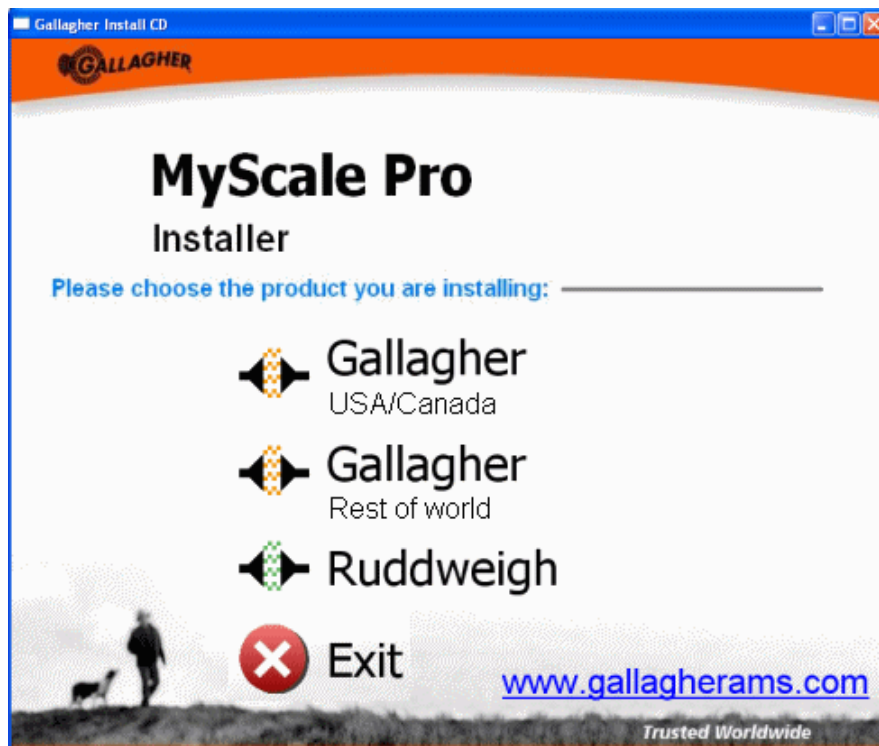 Gallagher Install CD
GALLAGHER
MyScale Pro
Installer
Please choose the product you are installing:
Gallagher
USA/Canada
Gallagher
Rest of world
Ruddweigh
Exit
www.gallagherams.com
Trusted Worldwide